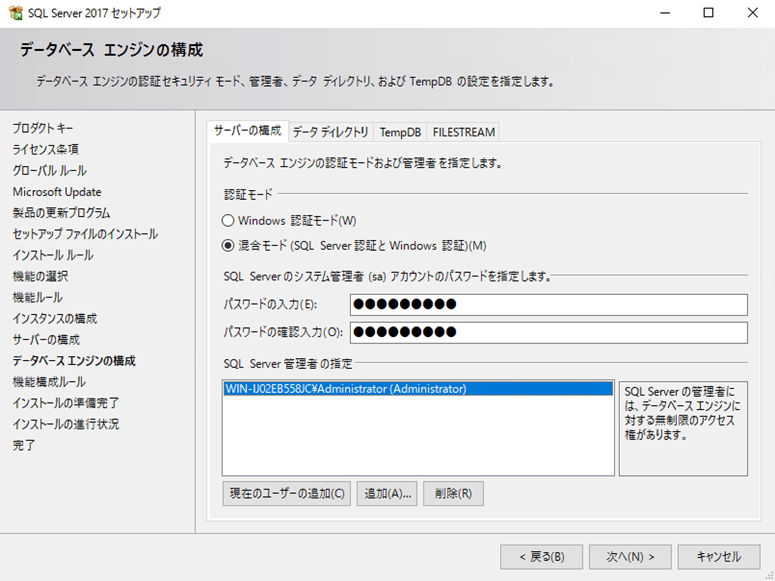 SQL Server 2017 セットアップ
データベース エンジンの構成
データベース エンジンの認証セキュリティ モード、管理者、データ ディレクトリ、および TempDB の設定を指定します。
プロダクト キー
ライセンス条項
グローバル ルール
Microsoft Update
製品の更新プログラム
セットアップ ファイルのインストール
インストール ルール
機能の選択
機能ルール
インスタンスの構成
サーバーの構成
データベース エンジンの構成
機能構成ルール
インストールの準備完了
インストールの進行状況
完了
サーバーの構成 データ ディレクトリ TempDB FILESTREAM
データベース エンジンの認証モードおよび管理者を指定します。
認証モード
Windows 認証モード(W)
混合モード (SQL Server 認証と Windows 認証)(M)
SQL Server のシステム管理者 (sa) アカウントのパスワードを指定します。
パスワードの入力(E): ●●●●●●●●●
パスワードの確認入力(O): ●●●●●●●●●
SQL Server 管理者の指定
WIN-IJ02EB558JC¥Administrator (Administrator)
SQL Server の管理者に
は、データベース エンジンに
対する無制限のアクセス
権があります。
現在のユーザーの追加(C) 追加(A)... 削除(R)
< 戻る(B) 次へ(N) > キャンセル